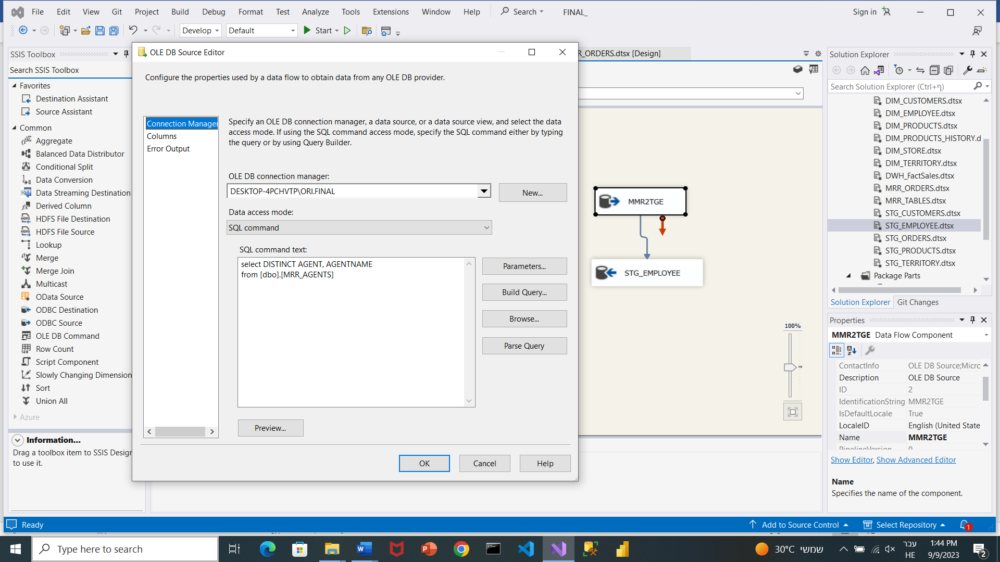 File Edit View Git Project Build Debug Format Test Analyze Tools Extensions Window Help Search FINAL_ Sign in
Develop Default Start
SSIS Toolbox
Search SSIS Toolbox
Favorites
Destination Assistant
Source Assistant
Common
Aggregate
Balanced Data Distributor
Conditional Split
Data Conversion
Data Streaming Destination
Derived Column
HDFS File Destination
HDFS File Source
Lookup
Merge
Merge Join
Multicast
OData Source
ODBC Destination
ODBC Source
OLE DB Command
Row Count
Script Component
Slowly Changing Dimension
Sort
Union All
Azure
Information...
Drag a toolbox item to SSIS Desigr
to use it.
OLE DB Source Editor
Configure the properties used by a data flow to obtain data from any OLE DB provider.
Connection Manager
Columns
Error Output
Specify an OLE DB connection manager, a data source, or a data source view, and select the data
access mode. If using the SQL command access mode, specify the SQL command either by typing
the query or by using Query Builder.
OLE DB connection manager:
DESKTOP-4PCHVTP\ORI.FINAL
New...
Data access mode:
SQL command
SQL command text:
select DISTINCT AGENT, AGENTNAME
from [dbo].[MRR_AGENTS]
Parameters...
Build Query...
Browse...
Parse Query
Preview...
OK Cancel Help
R_ORDERS.dtsx [Design]
MMR2TGE
STG_EMPLOYEE
100%
Solution Explorer
Search Solution Explorer (Ctrl+ף)
DIM_CUSTOMERS.dtsx
DIM_EMPLOYEE.dtsx
DIM_PRODUCTS.dtsx
DIM_PRODUCTS_HISTORY.d
DIM_STORE.dtsx
DIM_TERRITORY.dtsx
DWH_FactSales.dtsx
MRR_ORDERS.dtsx
MRR_TABLES.dtsx
STG_CUSTOMERS.dtsx
STG_EMPLOYEE.dtsx
STG_ORDERS.dtsx
STG_PRODUCTS.dtsx
STG_TERRITORY.dtsx
Package Parts
Solution Explorer Git Changes
Properties
MMR2TGE Data Flow Component
ContactInfo OLE DB Source;Micrc
Description OLE DB Source
ID 2
IdentificationString MMR2TGE
IsDefaultLocale True
LocaleID English (United State
Name MMR2TGE
PipelineVersion 0
Show Editor, Show Advanced Editor
Name
Specifies the name of the component.
Ready Add to Source Control Select Repository 1
Type here to search
30°C שמשי
עבר
HE
1:44 PM
9/9/2023
2